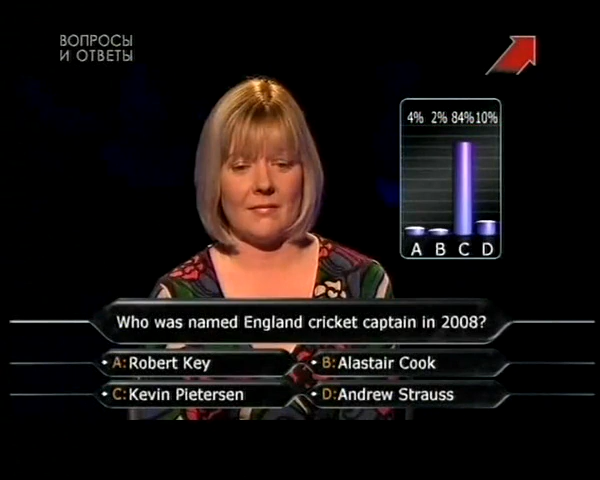 ВОПРОСЫ
И ОТВЕТЫ
4% 2% 84% 10%
A B C D
Who was named England cricket captain in 2008?
A: Robert Key
B: Alastair Cook
C: Kevin Pietersen
D: Andrew Strauss